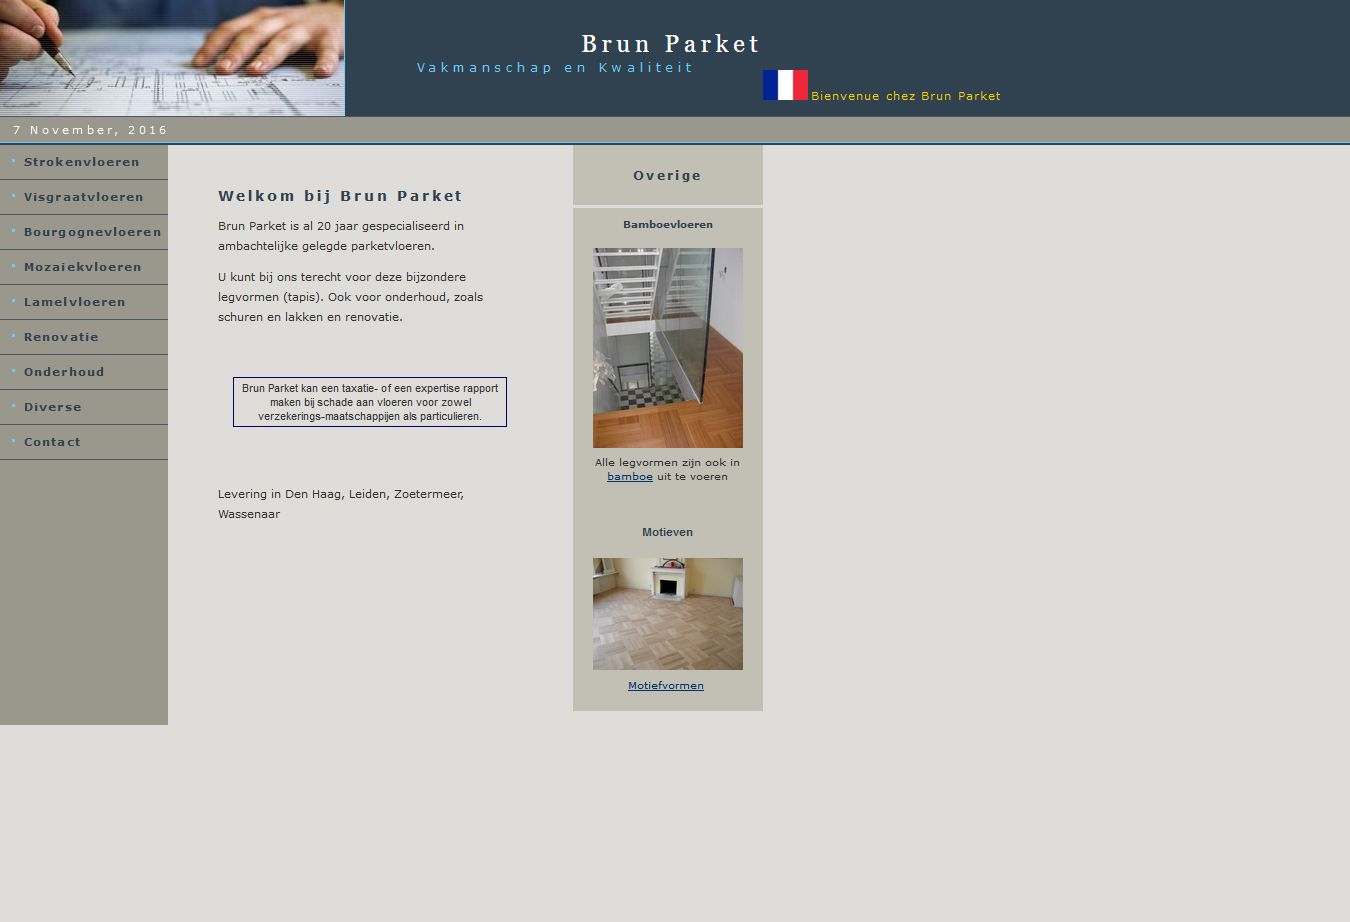 Brun Parket
Vakmanschap en Kwaliteit
Bienvenue chez Brun Parket
7 November, 2016
Strokenvloeren
Visgraatvloeren
Bourgognevloeren
Mozaiekvloeren
Lamelvloeren
Renovatie
Onderhoud
Diverse
Contact
Welkom bij Brun Parket
Brun Parket is al 20 jaar gespecialiseerd in
ambachtelijke gelegde parketvloeren.
U kunt bij ons terecht voor deze bijzondere
legvormen (tapis). Ook voor onderhoud, zoals
schuren en lakken en renovatie.
Brun Parket kan een taxatie- of een expertise rapport
maken bij schade aan vloeren voor zowel
verzekerings-maatschappijen als particulieren.
Levering in Den Haag, Leiden, Zoetermeer,
Wassenaar
Overige
Bamboevloeren
Alle legvormen zijn ook in
bamboe uit te voeren
Motieven
Motiefvormen